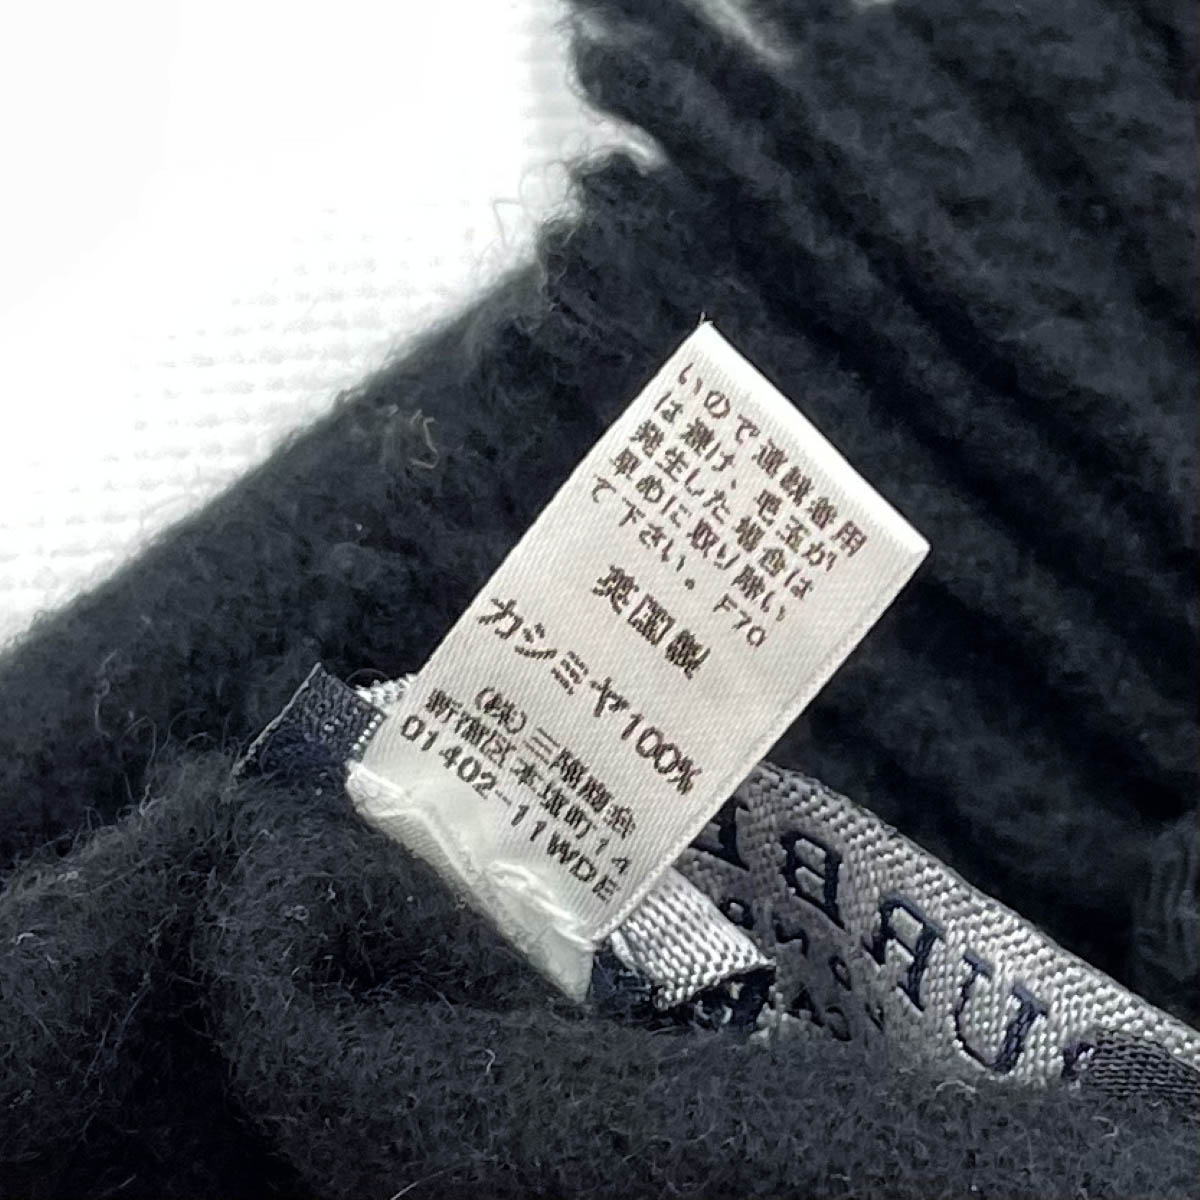 いので連続着用
は避け、毛玉が
発生した場合は
早めに取り除い
て下さい。 F70
英国製
カシミヤ100%
(株)三陽商会
新宿区本塩町14
01402-11WDE
BUR